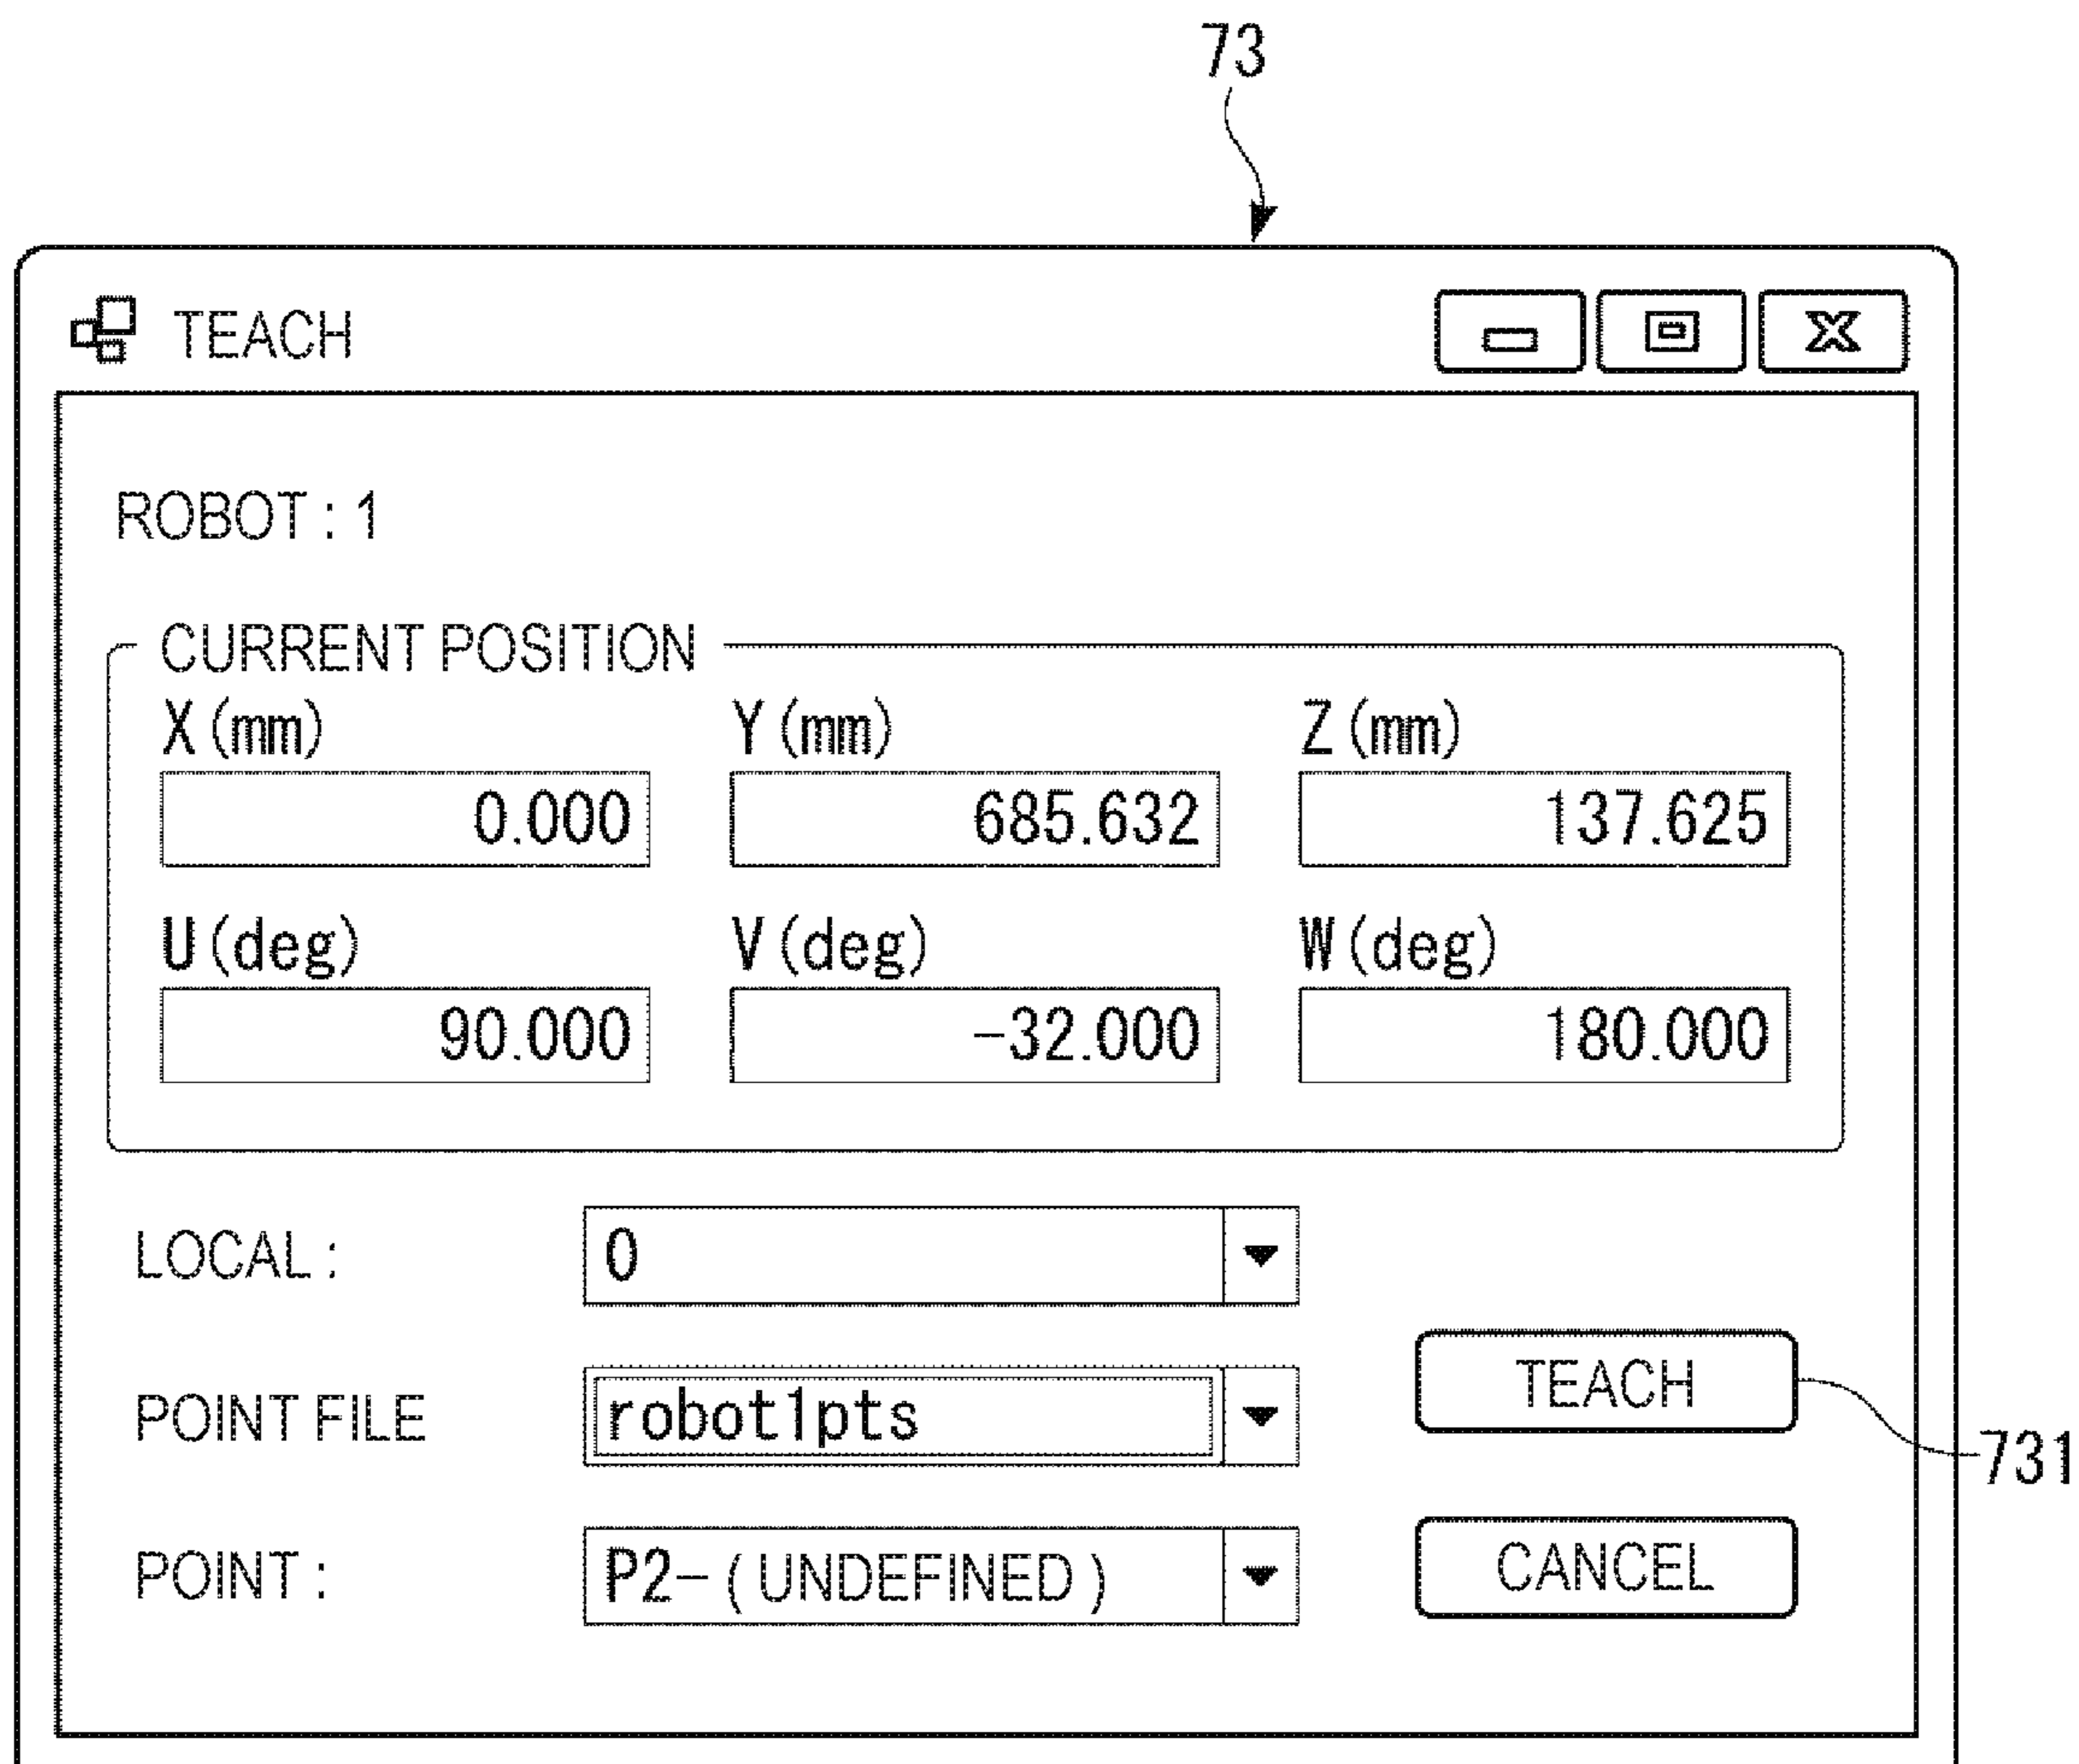 73
TEACH
ROBOT : 1
CURRENT POSITION
X (mm) Y (mm) Z (mm)
0.000 685.632 137.625
U (deg) V (deg) W (deg)
90.000 -32.000 180.000
LOCAL : 0
TEACH
POINT FILE robot1pts
731
POINT : P2- ( UNDEFINED ) CANCEL